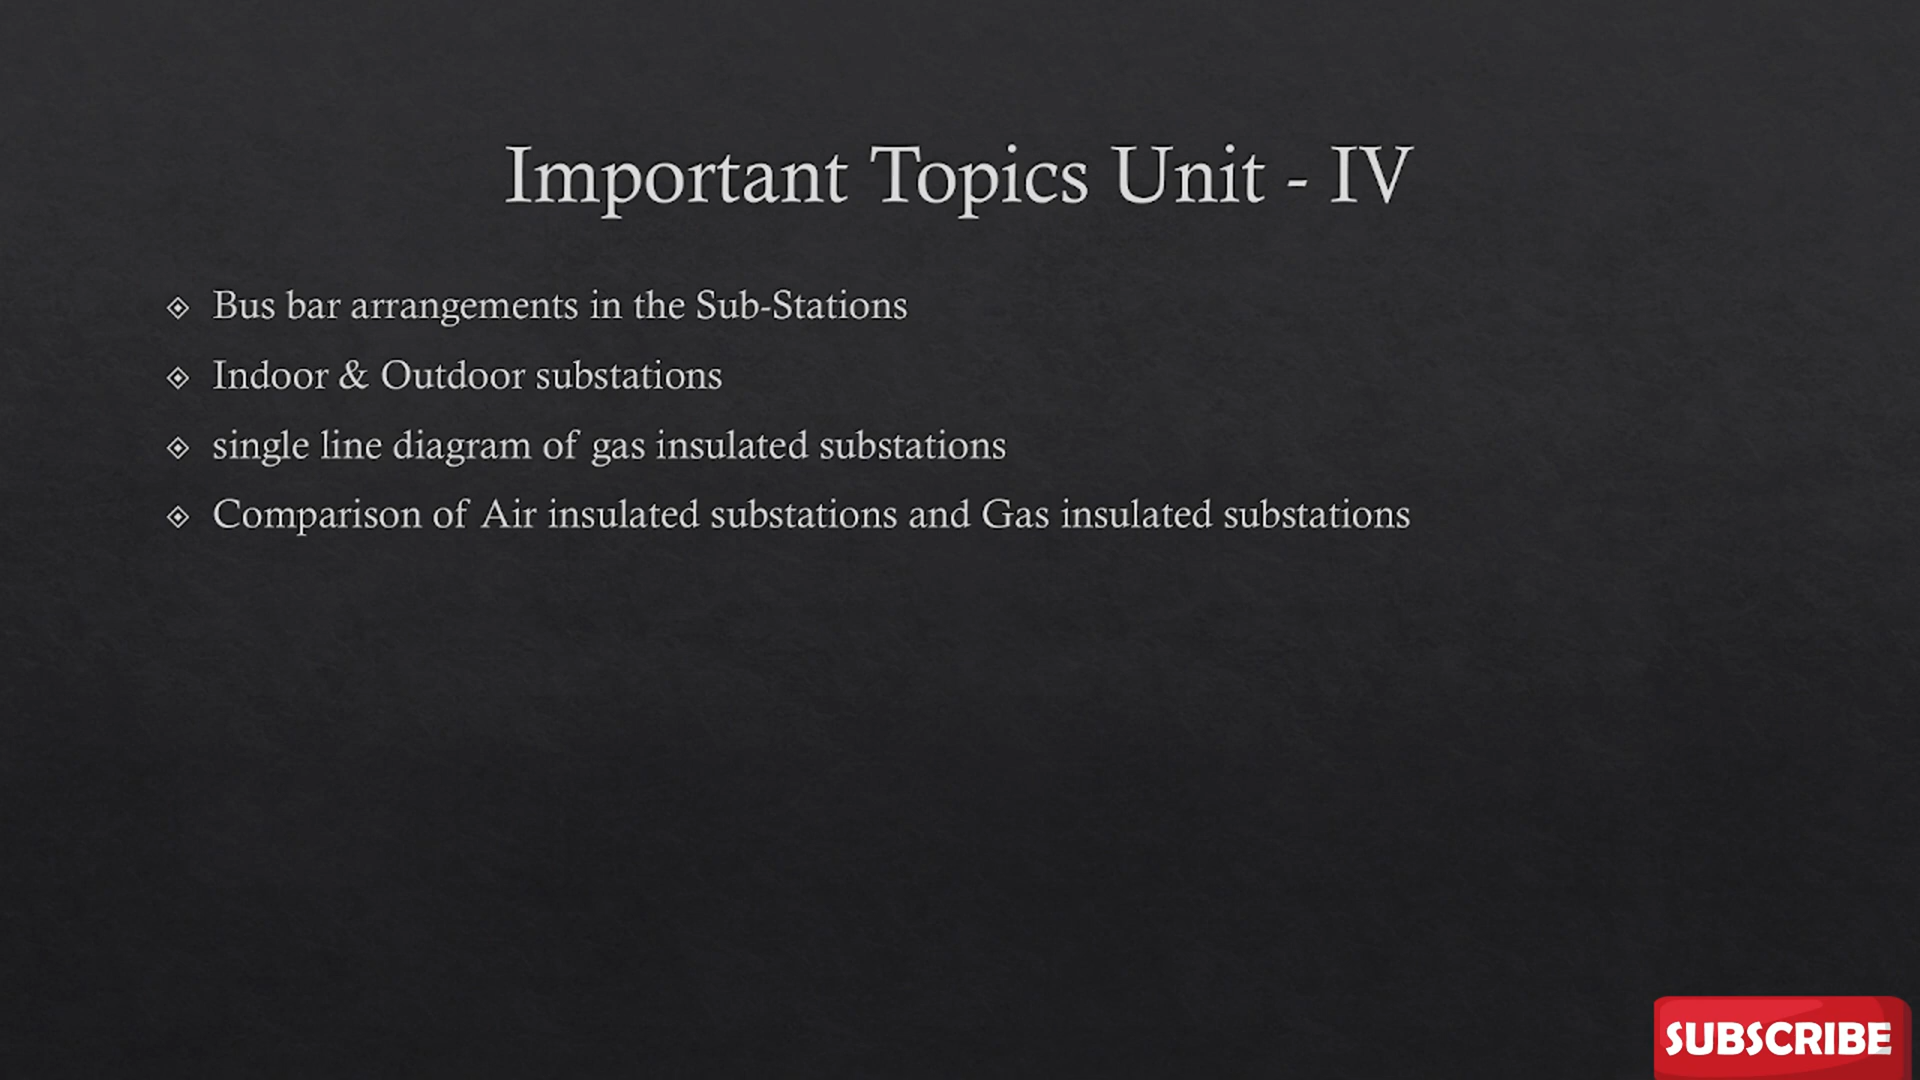 Important Topics Unit - IV
Bus bar arrangements in the Sub-Stations
Indoor & Outdoor substations
single line diagram of gas insulated substations
Comparison of Air insulated substations and Gas insulated substations
SUBSCRIBE